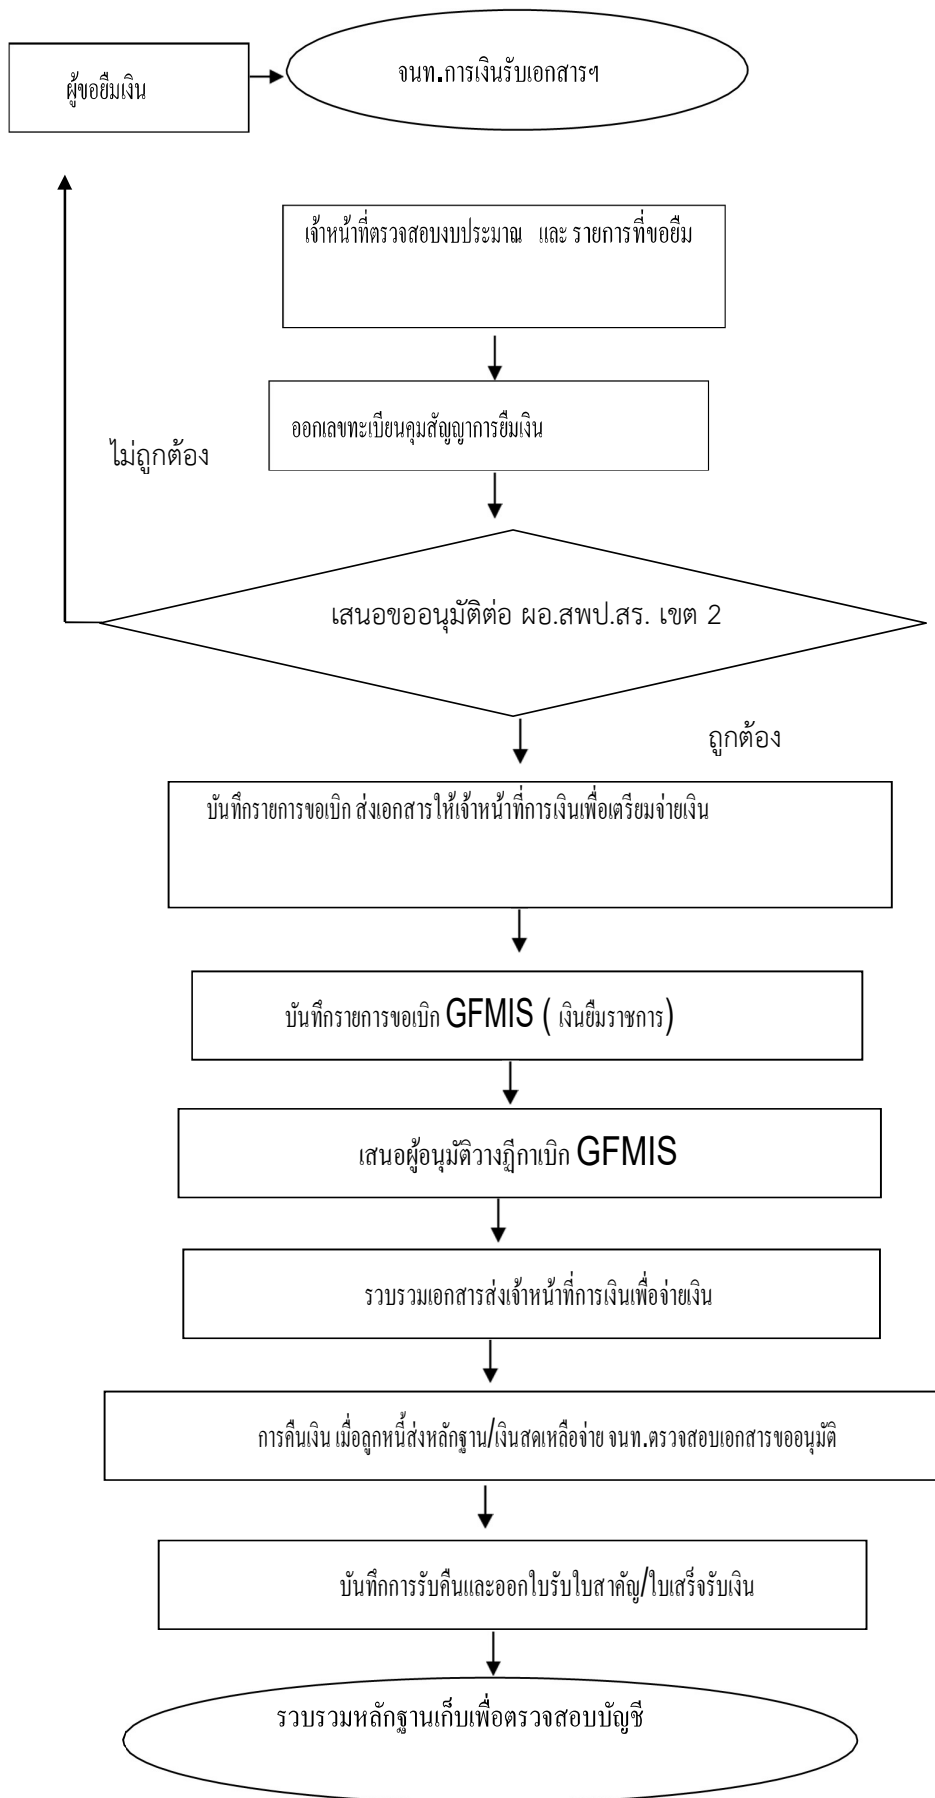 ผู้ขอยืมเงิน
จนท.การเงินรับเอกสารฯ
เจ้าหน้าที่ตรวจสอบงบประมาณ และ รายการที่ขอยืม
ออกเลขทะเบียนคุมสัญญาการยืมเงิน
ไม่ถูกต้อง
เสนอขออนุมัติต่อ ผอ.สพป.สร. เขต 2
ถูกต้อง
บันทึกรายการขอเบิก ส่งเอกสารให้เจ้าหน้าที่การเงินเพื่อเตรียมจ่ายเงิน
บันทึกรายการขอเบิก GFMIS ( เงินยืมราชการ)
เสนอผู้อนุมัติวางฎีกาเบิก GFMIS
รวบรวมเอกสารส่งเจ้าหน้าที่การเงินเพื่อจ่ายเงิน
การคืนเงิน เมื่อลูกหนี้ส่งหลักฐาน/เงินสดเหลือจ่าย จนท.ตรวจสอบเอกสารขออนุมัติ
บันทึกการรับคืนและออกใบรับใบสาคัญ/ใบเสร็จรับเงิน
รวบรวมหลักฐานเก็บเพื่อตรวจสอบบัญชี